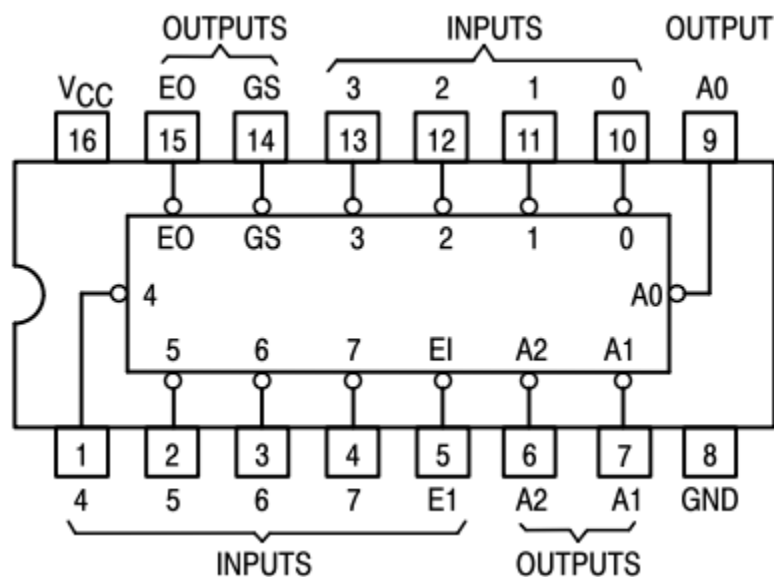 OUTPUTS INPUTS OUTPUT
VCC EO GS 3 2 1 0 A0
16 15 14 13 12 11 10 9
EO GS 3 2 1 0
4 A0
5 6 7 EI A2 A1
1 2 3 4 5 6 7 8
4 5 6 7 E1 A2 A1 GND
INPUTS OUTPUTS